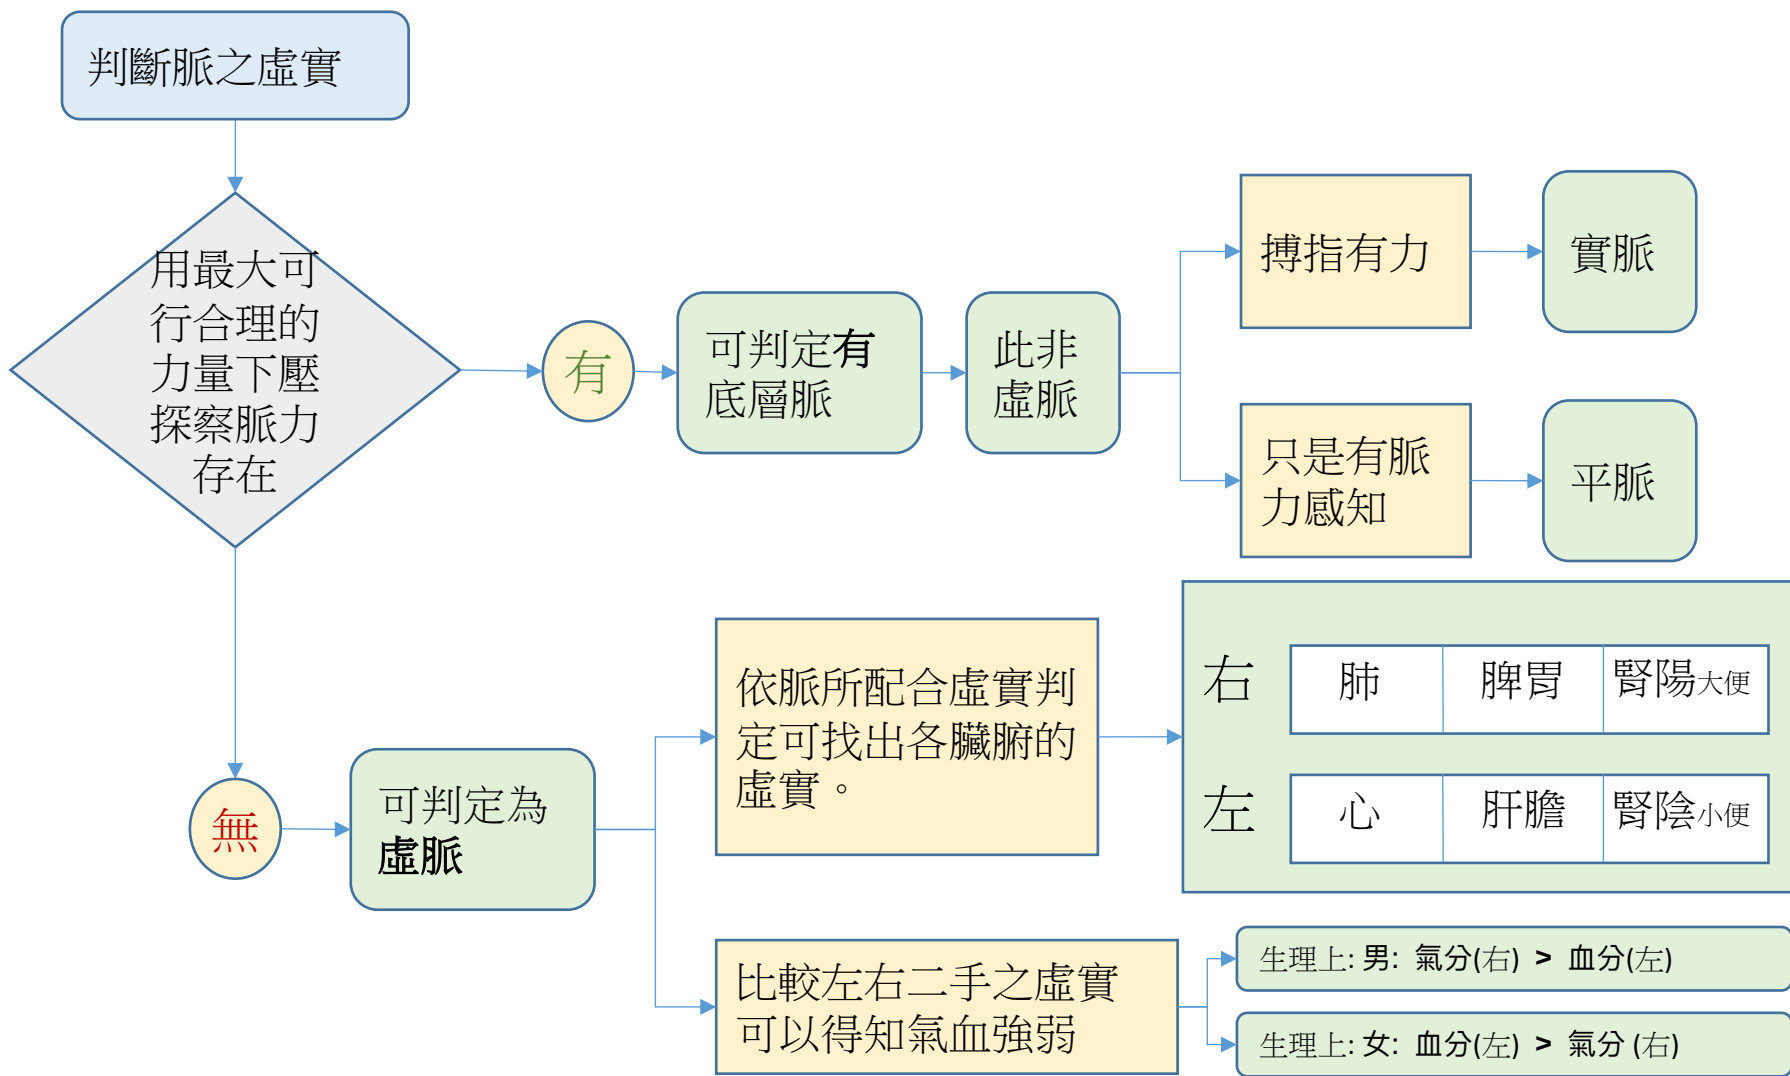 判斷脈之虛實
用最大可
行合理的
力量下壓
探察脈力
存在
有
可判定有
底層脈
此非
虛脈
搏指有力
實脈
只是有脈
力感知
平脈
無
可判定為
虛脈
依脈所配合虛實判
定可找出各臟腑的
虛實。
右 肺 脾胃 腎陽大便
左 心 肝膽 腎陰小便
比較左右二手之虛實
可以得知氣血強弱
生理上: 男: 氣分(右) > 血分(左)
生理上: 女: 血分(左) > 氣分 (右)